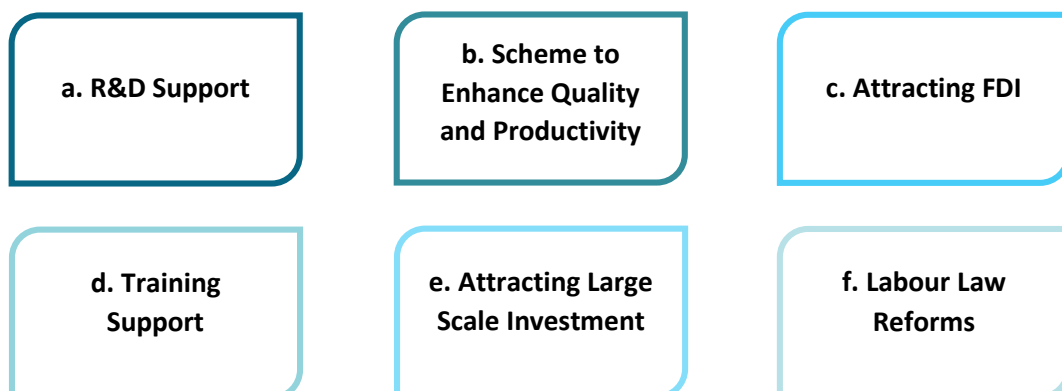 a. R&D Support
b. Scheme to
Enhance Quality
and Productivity
c. Attracting FDI
d. Training
Support
e. Attracting Large
Scale Investment
f. Labour Law
Reforms